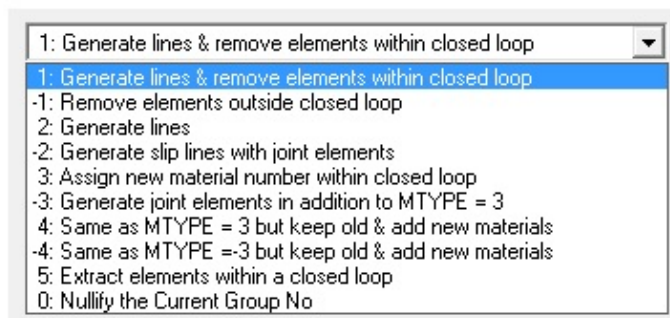 1: Generate lines & remove elements within closed loop
1: Generate lines & remove elements within closed loop
-1: Remove elements outside closed loop
2: Generate lines
-2: Generate slip lines with joint elements
3: Assign new material number within closed loop
-3: Generate joint elements in addition to MTYPE = 3
4: Same as MTYPE = 3 but keep old & add new materials
-4: Same as MTYPE =-3 but keep old & add new materials
5: Extract elements within a closed loop
0: Nullify the Current Group No